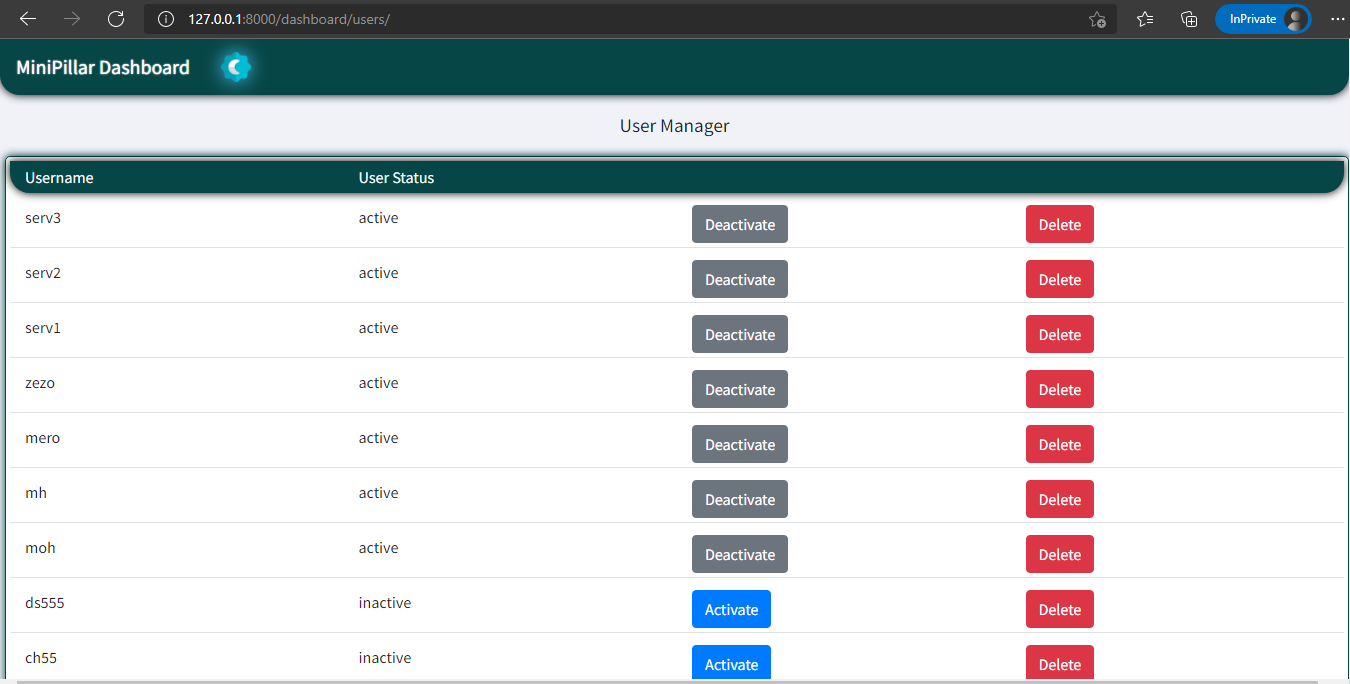 127.0.0.1:8000/dashboard/users/ InPrivate
MiniPillar Dashboard
User Manager
Username User Status
serv3 active Deactivate Delete
serv2 active Deactivate Delete
serv1 active Deactivate Delete
zezo active Deactivate Delete
mero active Deactivate Delete
mh active Deactivate Delete
moh active Deactivate Delete
ds555 inactive Activate Delete
ch55 inactive Activate Delete